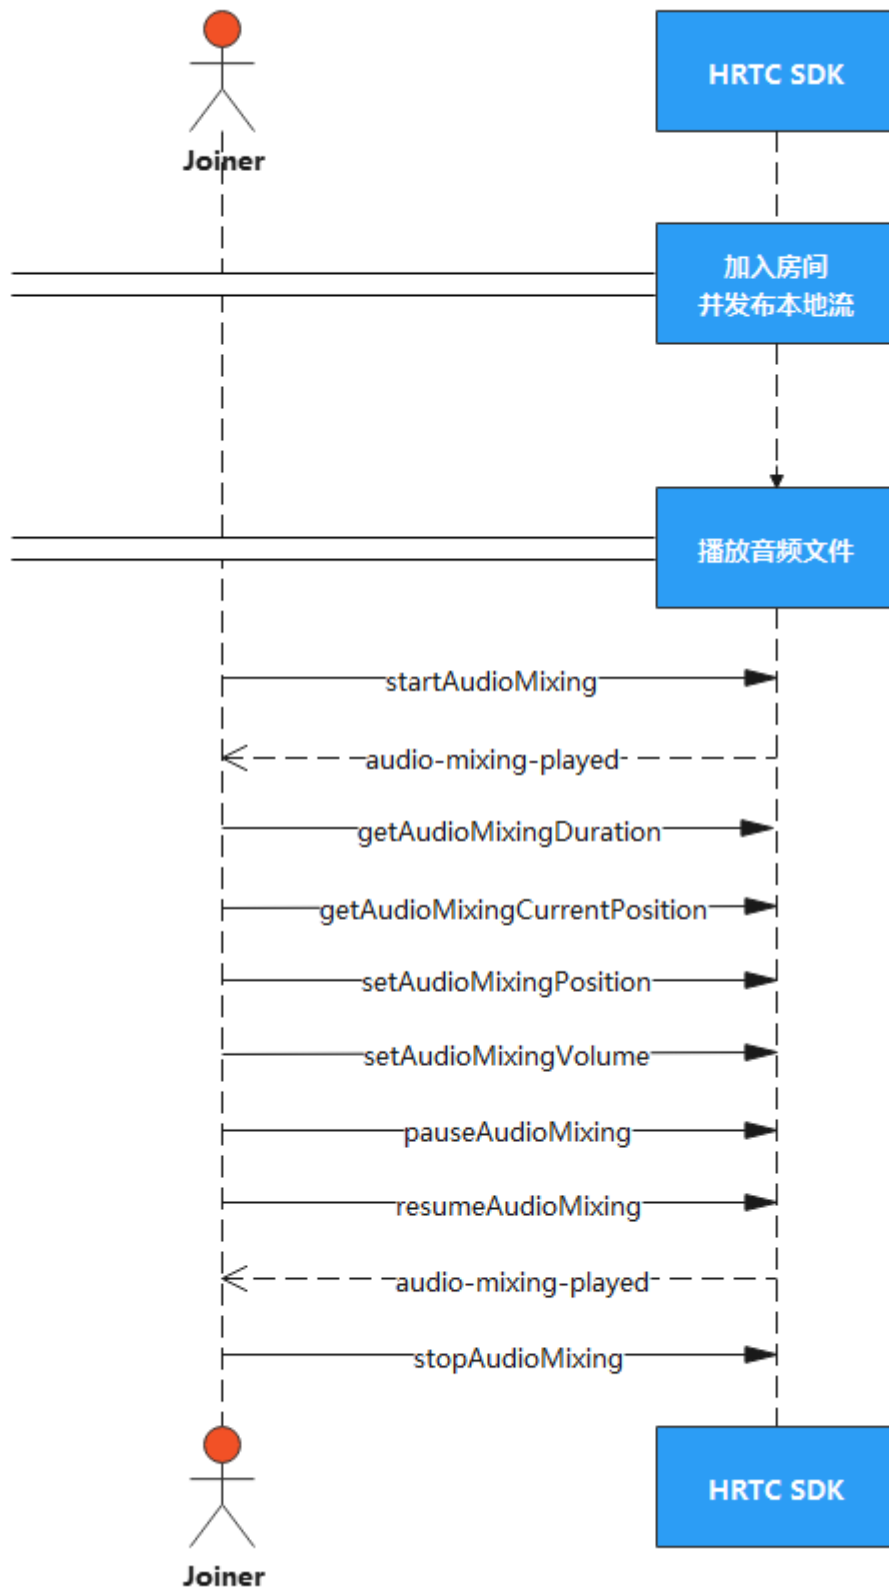 Joiner
HRTC SDK
加入房间
并发布本地流
播放音频文件
startAudioMixing
audio-mixing-played
getAudioMixingDuration
getAudioMixingCurrentPosition
setAudioMixingPosition
setAudioMixingVolume
pauseAudioMixing
resumeAudioMixing
audio-mixing-played
stopAudioMixing
HRTC SDK
Joiner